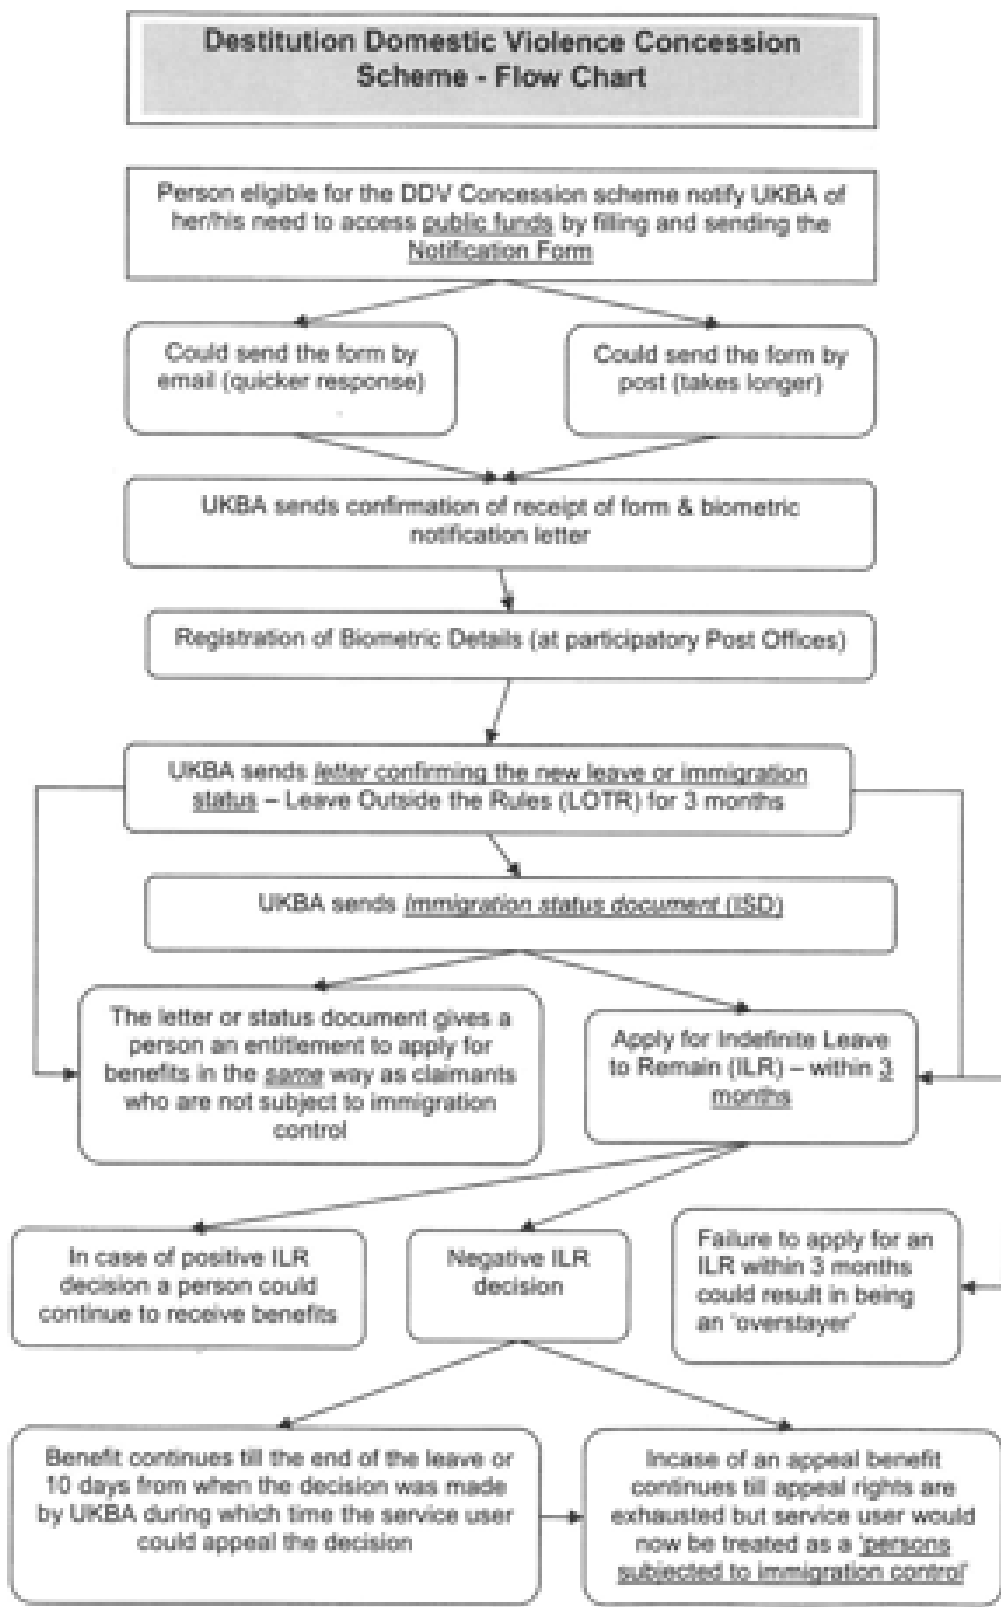 Destitution Domestic Violence Concession
Scheme - Flow Chart
Person eligible for the DDV Concession scheme notify UKBA of
her/his need to access public funds by filling and sending the
Notification Form
Could send the form by
email (quicker response)
Could send the form by
post (takes longer)
UKBA sends confirmation of receipt of form & biometric
notification letter
Registration of Biometric Details (at participatory Post Offices)
UKBA sends letter confirming the new leave or immigration
status – Leave Outside the Rules (LOTR) for 3 months
UKBA sends immigration status document (ISD)
The letter or status document gives a
person an entitlement to apply for
benefits in the same way as claimants
who are not subject to immigration
control
Apply for Indefinite Leave
to Remain (ILR) – within 3
months
In case of positive ILR
decision a person could
continue to receive benefits
Negative ILR
decision
Failure to apply for an
ILR within 3 months
could result in being
an 'overstayer'
Benefit continues till the end of the leave or
10 days from when the decision was made
by UKBA during which time the service user
could appeal the decision
Incase of an appeal benefit
continues till appeal rights are
exhausted but service user would
now be treated as a 'persons
subjected to immigration control'